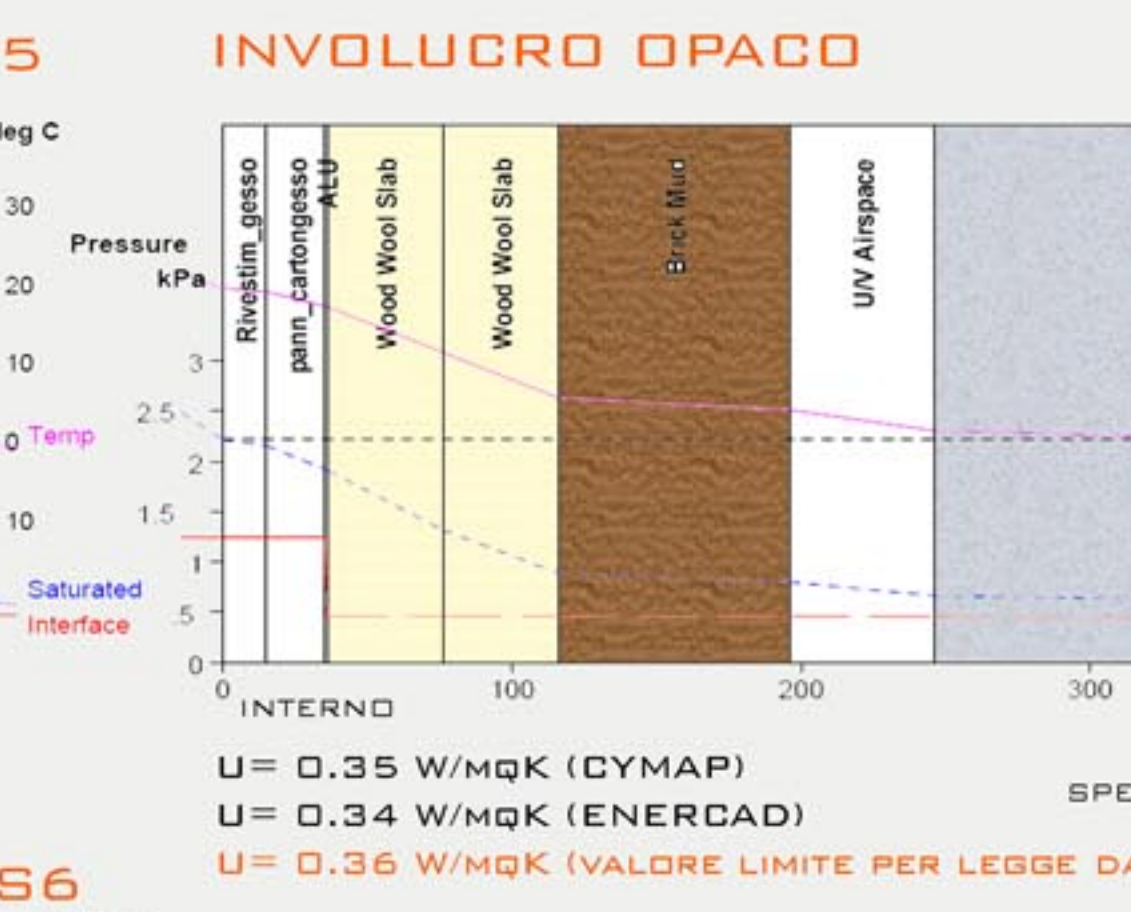 5 INVOLUCRO OPACO
deg C
30
Pressure
20 kPa
10
0 Temp
10
Saturated
Interface
3
2.5
2
1.5
1
.5
0
Rivestim_gesso
pann_cartongesso
ALU
Wood Wool Slab
Wood Wool Slab
Brick Mud
U/V Airspace
0 100 200 300
INTERNO
U= 0.35 W/MQK (CYMAP)
SPE
U= 0.34 W/MQK (ENERCAD)
U= 0.36 W/MQK (VALORE LIMITE PER LEGGE DA
S6